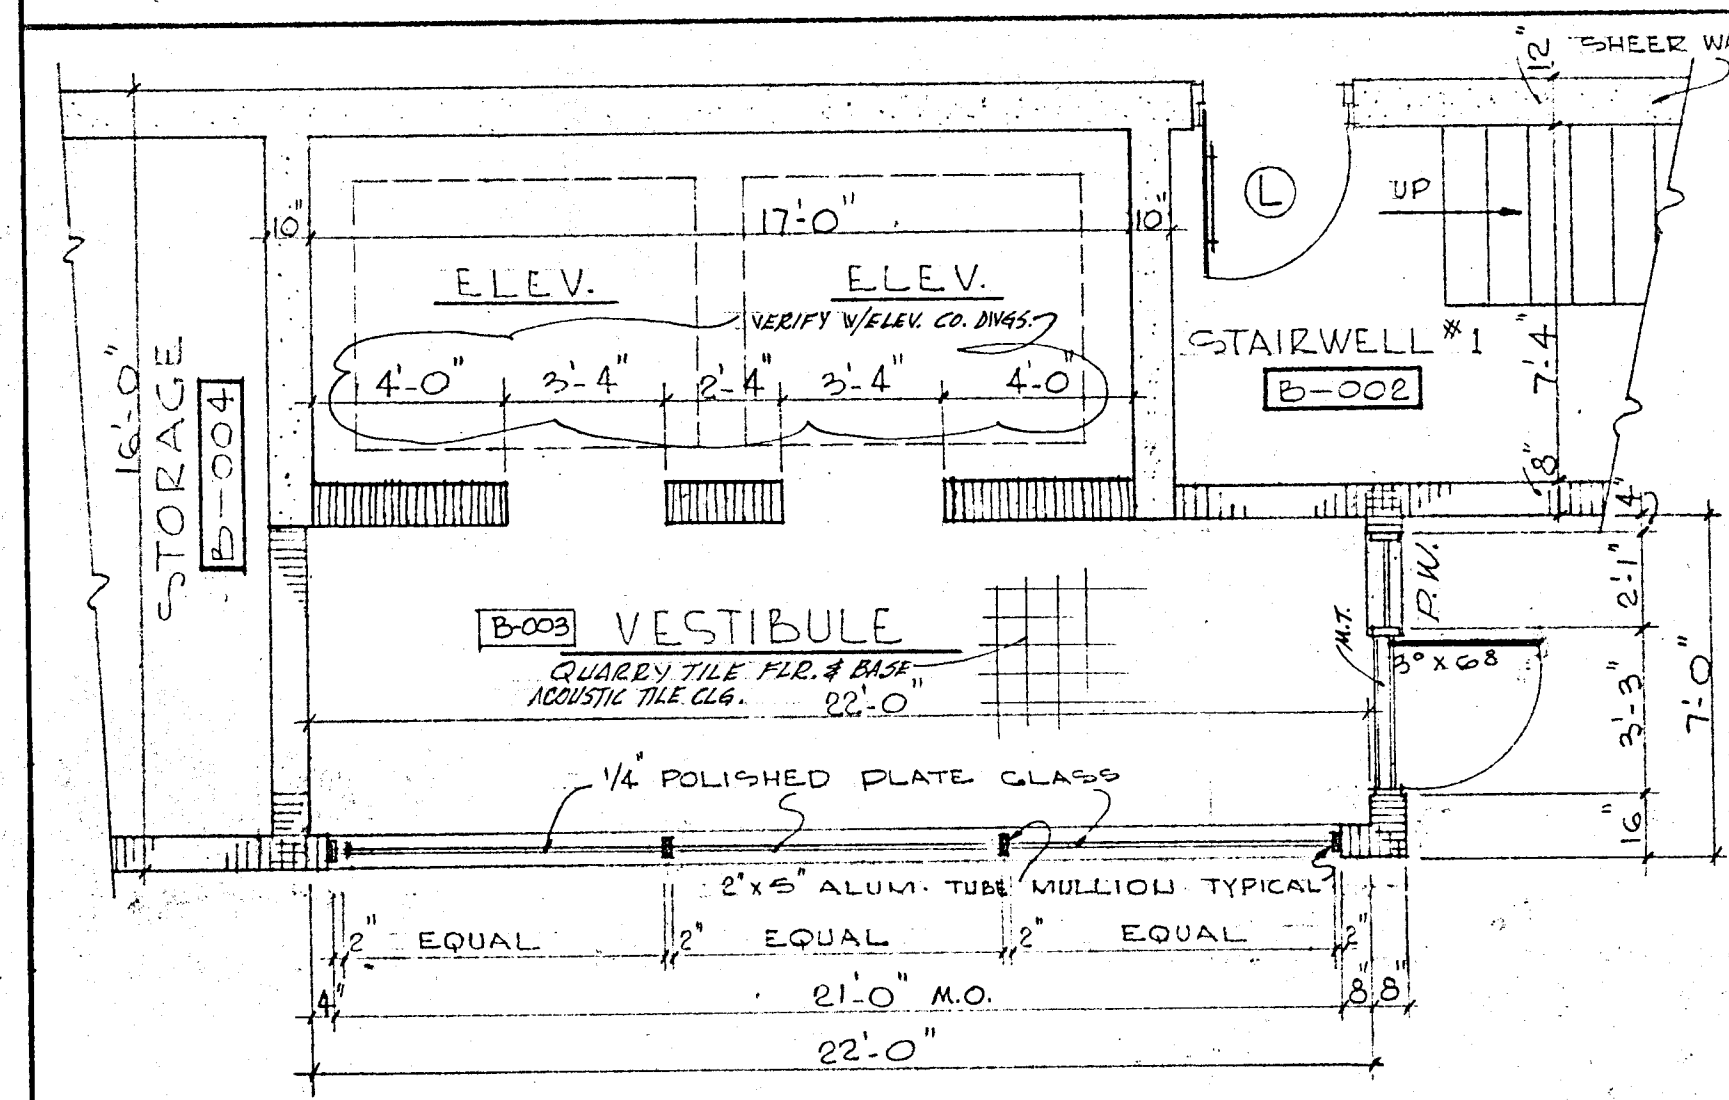 12"
SHEER WA
10"
17'-0"
10"
L
UP
ELEV.
ELEV.
VERIFY W/ELEV. CO. DWGS.
STAIRWELL #1
B-002
7'-4"
16'-0"
STORAGE
B-004
4'-0"
3'-4"
2'-4"
3'-4"
4'-0"
8"
4"
P.W.
2'-1"
B-003
VESTIBULE
QUARRY TILE FLR. & BASE
ACOUSTIC TILE CLG.
22'-0"
M.T.
3° X 68
3'-3"
7'-0"
1/4" POLISHED PLATE GLASS
16"
2" x 5" ALUM. TUBE MULLION TYPICAL
2"
EQUAL
2"
EQUAL
2"
EQUAL
2"
4"
21'-0" M.O.
8"
8"
22'-0"